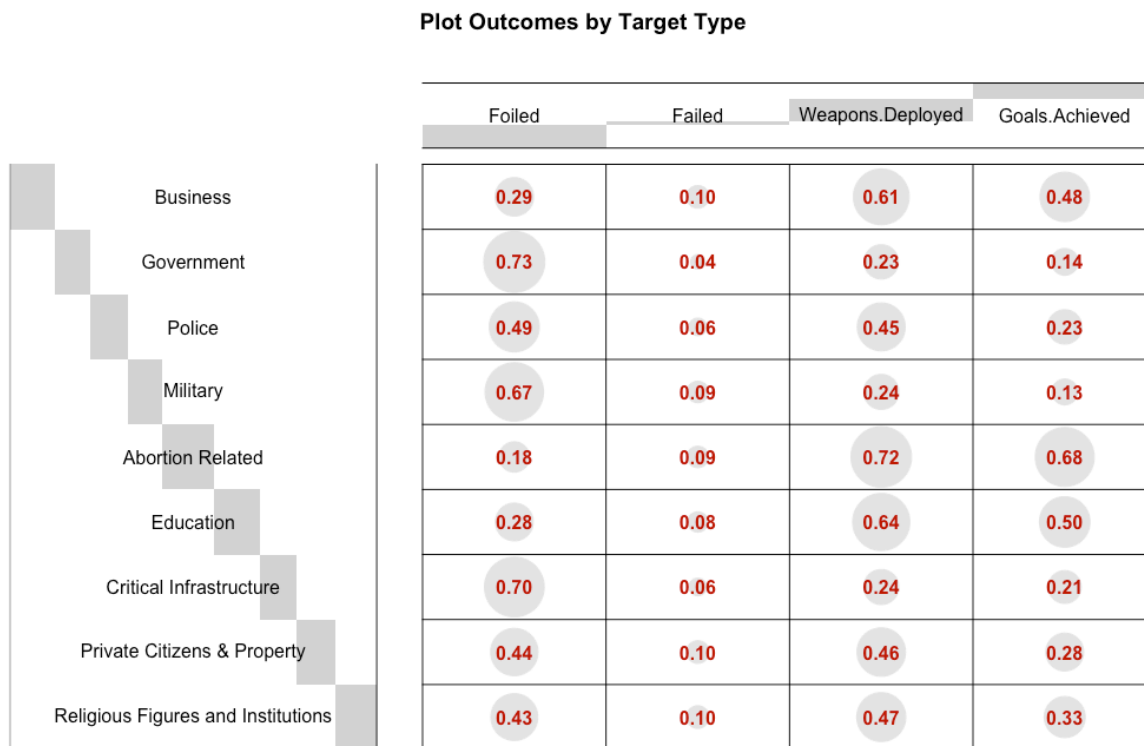 Plot Outcomes by Target Type
Foiled Failed Weapons.Deployed Goals.Achieved
Business 0.29 0.10 0.61 0.48
Government 0.73 0.04 0.23 0.14
Police 0.49 0.06 0.45 0.23
Military 0.67 0.09 0.24 0.13
Abortion Related 0.18 0.09 0.72 0.68
Education 0.28 0.08 0.64 0.50
Critical Infrastructure 0.70 0.06 0.24 0.21
Private Citizens & Property 0.44 0.10 0.46 0.28
Religious Figures and Institutions 0.43 0.10 0.47 0.33